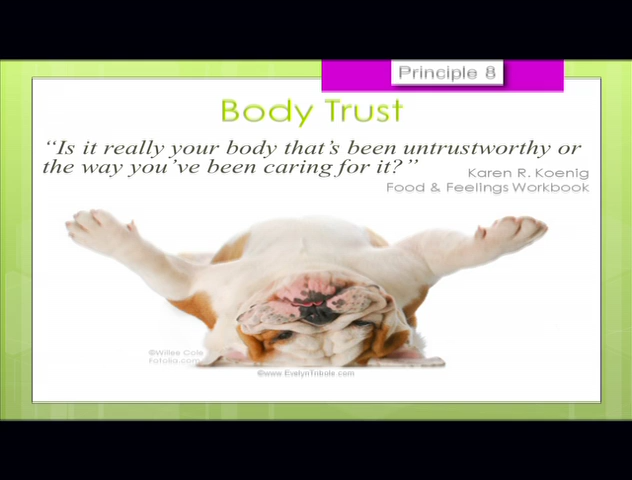 Principle 8
Body Trust
“Is it really your body that’s been untrustworthy or
the way you’ve been caring for it?”
Karen R. Koenig
Food & Feelings Workbook
©Willee Cole
Fotolia.com
©www.EvelynTribole.com